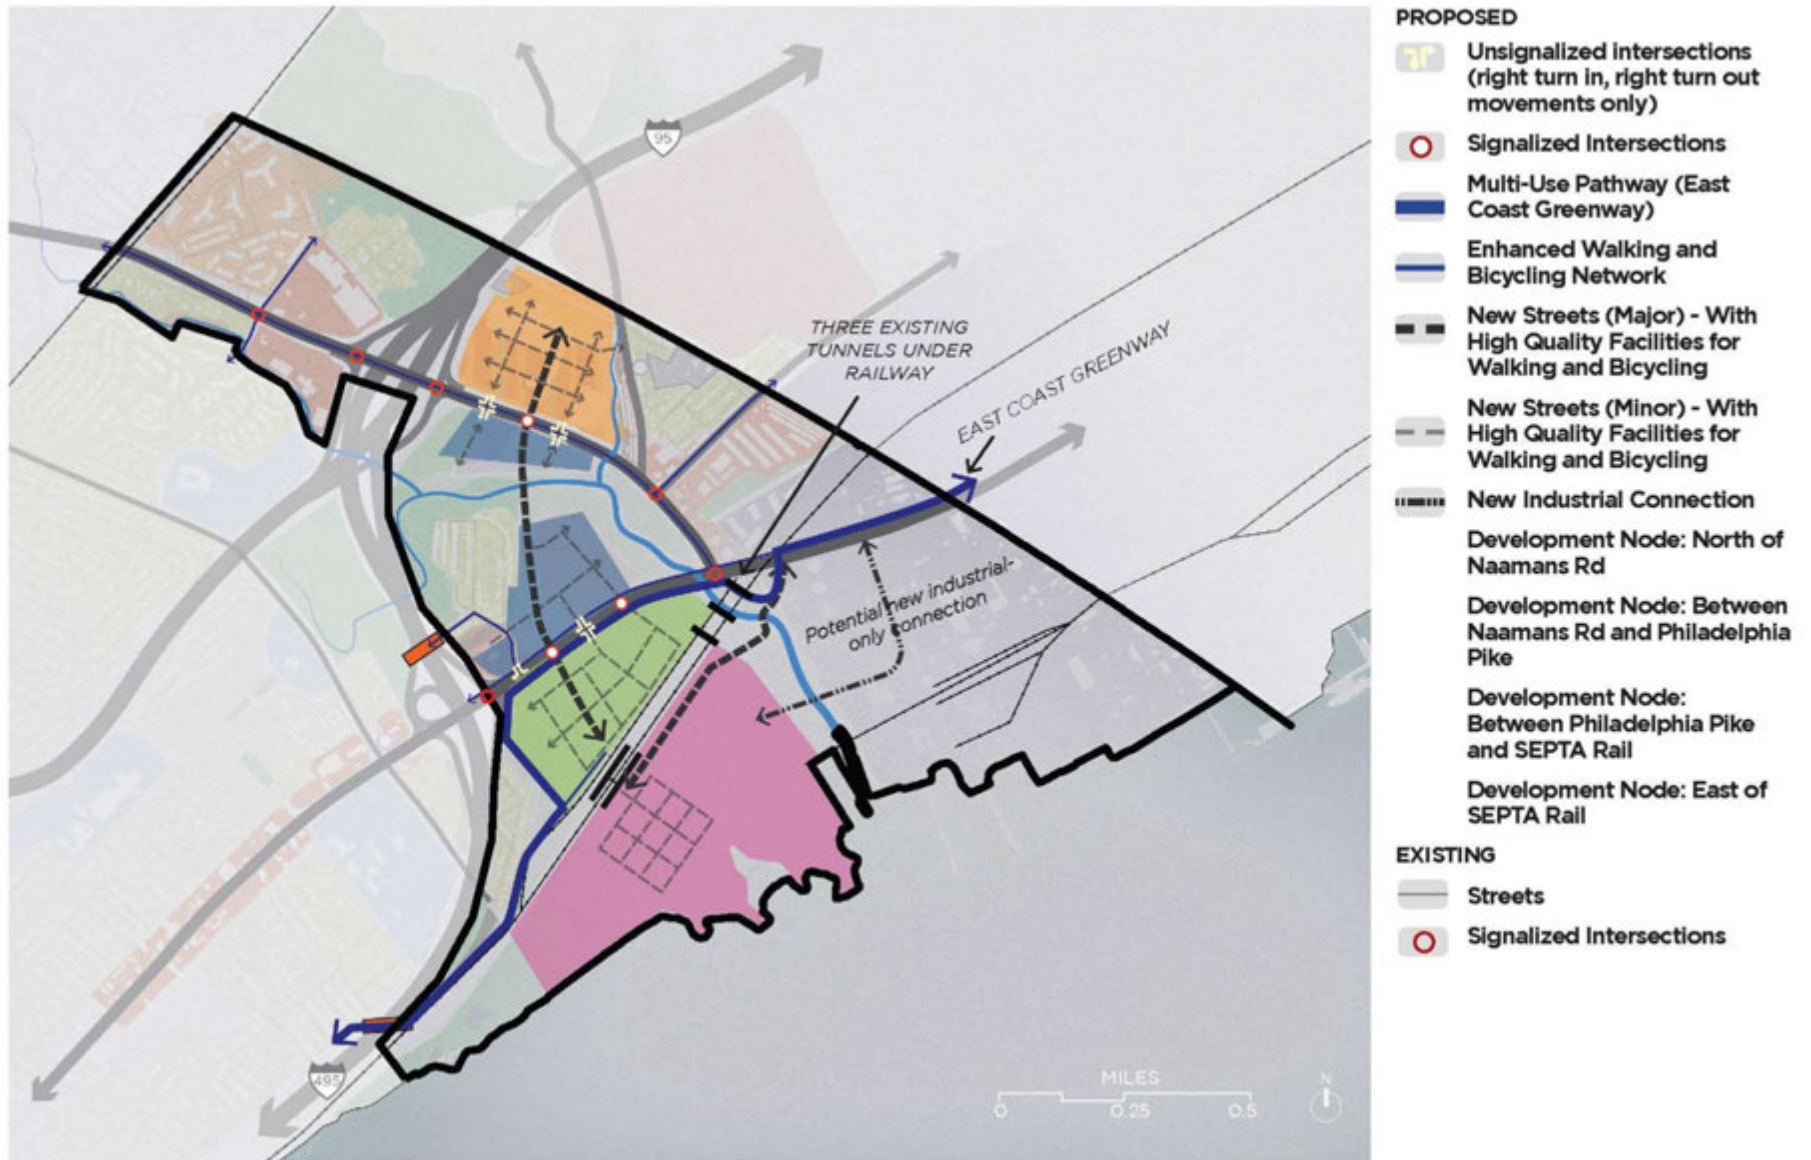 95
THREE EXISTING
TUNNELS UNDER
RAILWAY
EAST COAST GREENWAY
Potential new industrial-
only connection
495
MILES
0 0.25 0.5
N
PROPOSED
Unsignalized intersections
(right turn in, right turn out
movements only)
Signalized Intersections
Multi-Use Pathway (East
Coast Greenway)
Enhanced Walking and
Bicycling Network
New Streets (Major) - With
High Quality Facilities for
Walking and Bicycling
New Streets (Minor) - With
High Quality Facilities for
Walking and Bicycling
New Industrial Connection
Development Node: North of
Naamans Rd
Development Node: Between
Naamans Rd and Philadelphia
Pike
Development Node:
Between Philadelphia Pike
and SEPTA Rail
Development Node: East of
SEPTA Rail
EXISTING
Streets
Signalized Intersections